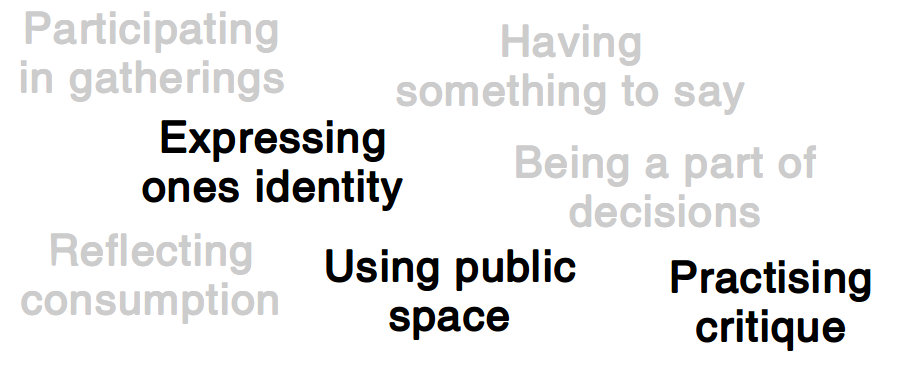 Participating
in gatherings
Having
something to say
Expressing
ones identity
Being a part of
decisions
Reflecting
consumption
Using public
space
Practising
critique